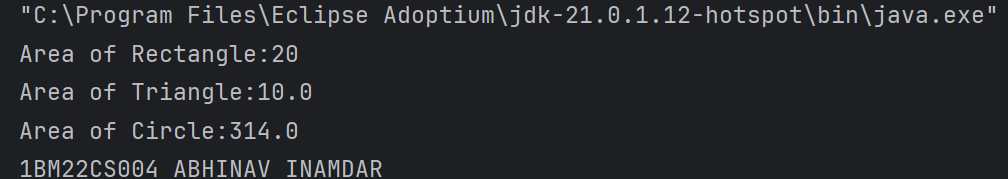 "C:\Program Files\Eclipse Adoptium\jdk-21.0.1.12-hotspot\bin\java.exe"
Area of Rectangle:20
Area of Triangle:10.0
Area of Circle:314.0
1BM22CS004 ABHINAV INAMDAR